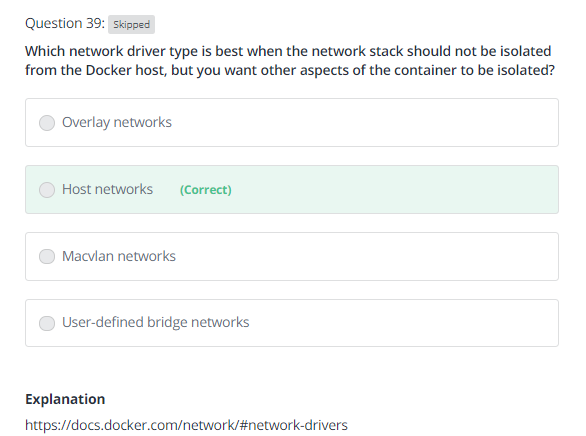 Question 39: Skipped
Which network driver type is best when the network stack should not be isolated
from the Docker host, but you want other aspects of the container to be isolated?
Overlay networks
Host networks (Correct)
Macvlan networks
User-defined bridge networks
Explanation
https://docs.docker.com/network/#network-drivers